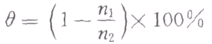 θ = (1 − n₁/n₂) × 100%